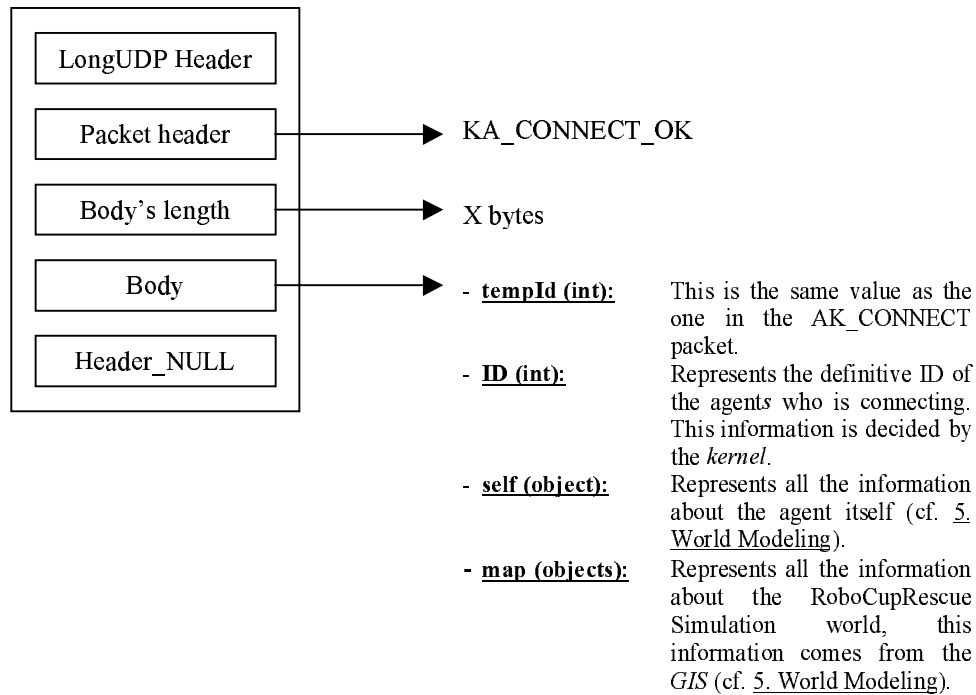 LongUDP Header
Packet header
KA_CONNECT_OK
Body's length
X bytes
Body
- tempId (int): This is the same value as the
one in the AK_CONNECT
packet.
Header_NULL
- ID (int): Represents the definitive ID of
the agents who is connecting.
This information is decided by
the kernel.
- self (object): Represents all the information
about the agent itself (cf. 5.
World Modeling).
- map (objects): Represents all the information
about the RoboCupRescue
Simulation world, this
information comes from the
GIS (cf. 5. World Modeling).